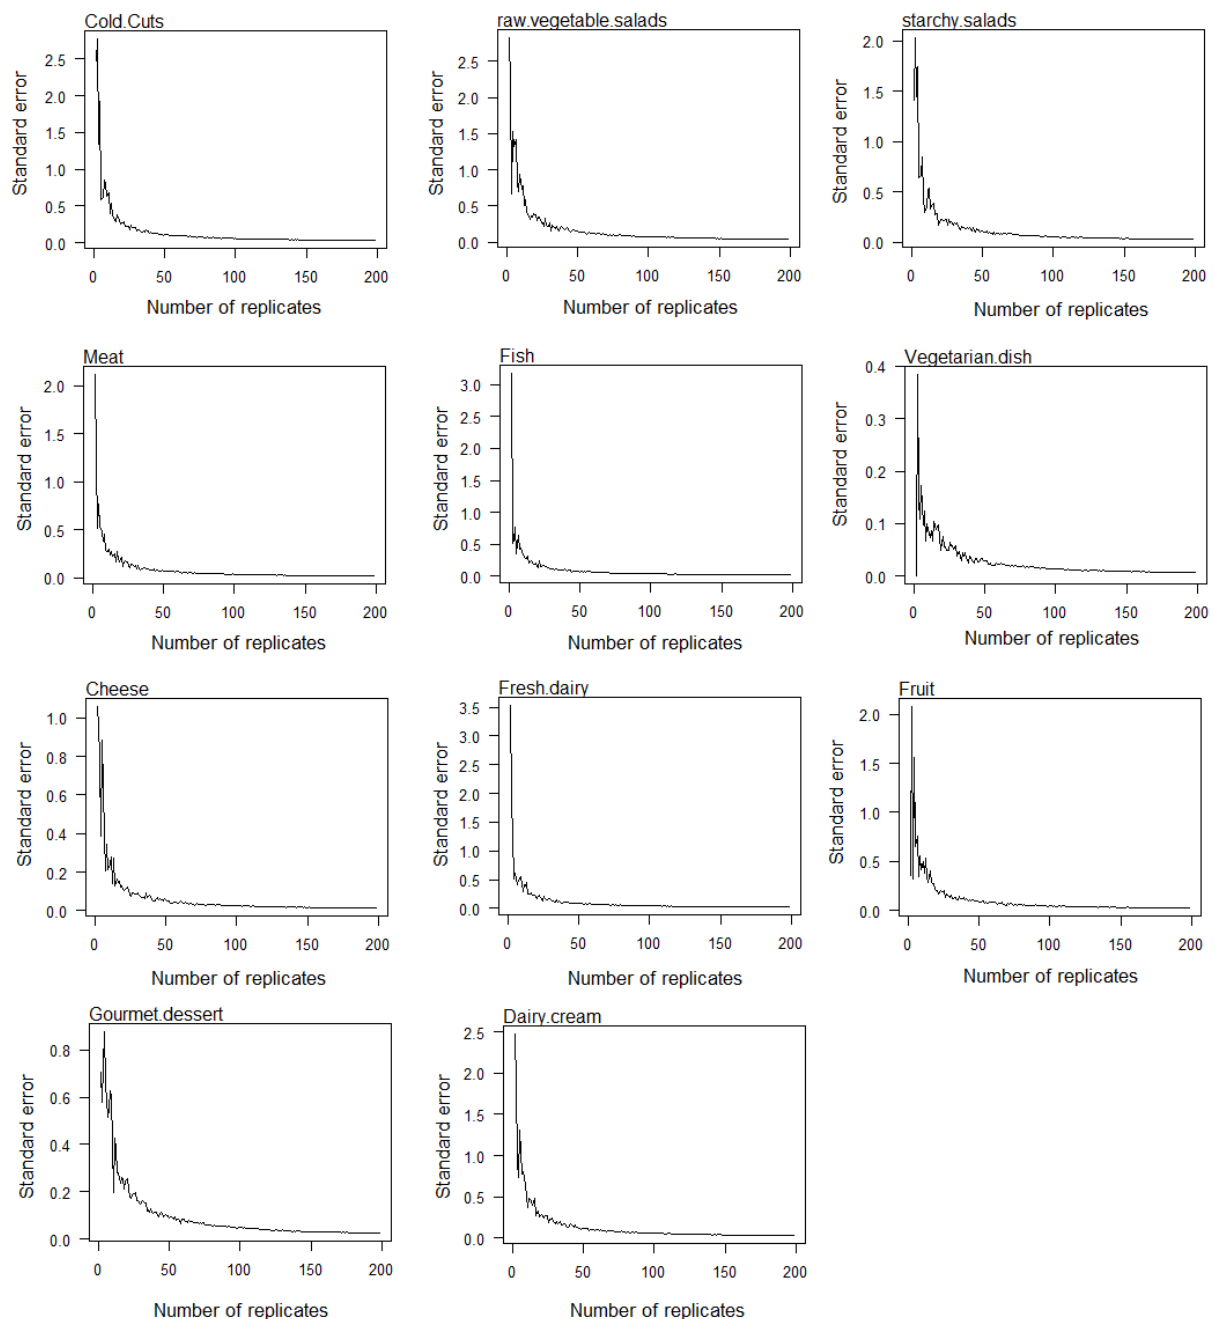 Cold.Cuts
raw.vegetable.salads
starchy.salads
Standard error
2.5
2.0
1.5
1.0
0.5
0.0
0 50 100 150 200
Number of replicates
Standard error
2.5
2.0
1.5
1.0
0.5
0.0
0 50 100 150 200
Number of replicates
Standard error
2.0
1.5
1.0
0.5
0.0
0 50 100 150 200
Number of replicates
Meat
Fish
Vegetarian.dish
Standard error
2.0
1.5
1.0
0.5
0.0
0 50 100 150 200
Number of replicates
Standard error
3.0
2.5
2.0
1.5
1.0
0.5
0.0
0 50 100 150 200
Number of replicates
Standard error
0.4
0.3
0.2
0.1
0.0
0 50 100 150 200
Number of replicates
Cheese
Fresh.dairy
Fruit
Standard error
1.0
0.8
0.6
0.4
0.2
0.0
0 50 100 150 200
Number of replicates
Standard error
3.5
3.0
2.5
2.0
1.5
1.0
0.5
0.0
0 50 100 150 200
Number of replicates
Standard error
2.0
1.5
1.0
0.5
0.0
0 50 100 150 200
Number of replicates
Gourmet.dessert
Dairy.cream
Standard error
0.8
0.6
0.4
0.2
0.0
0 50 100 150 200
Number of replicates
Standard error
2.5
2.0
1.5
1.0
0.5
0.0
0 50 100 150 200
Number of replicates